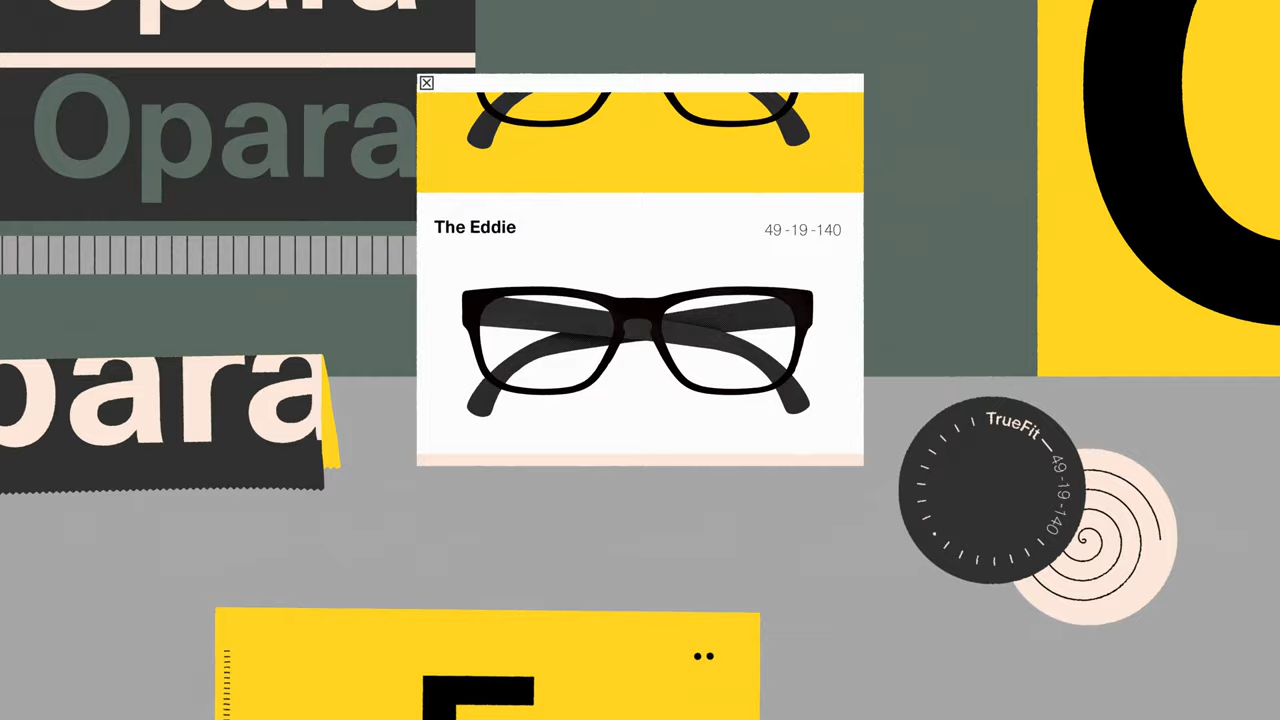 Opara
Opara
The Eddie
49-19-140
para
TrueFit — 49-19-140